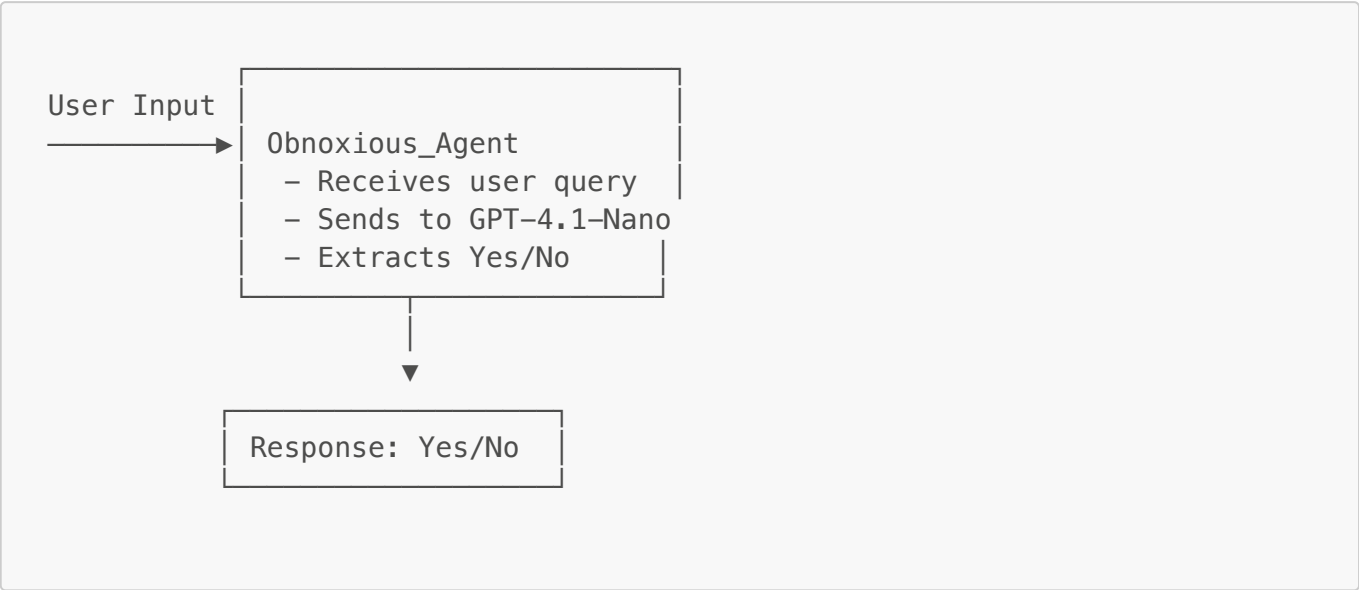 User Input
Obnoxious_Agent
- Receives user query
- Sends to GPT-4.1-Nano
- Extracts Yes/No
Response: Yes/No